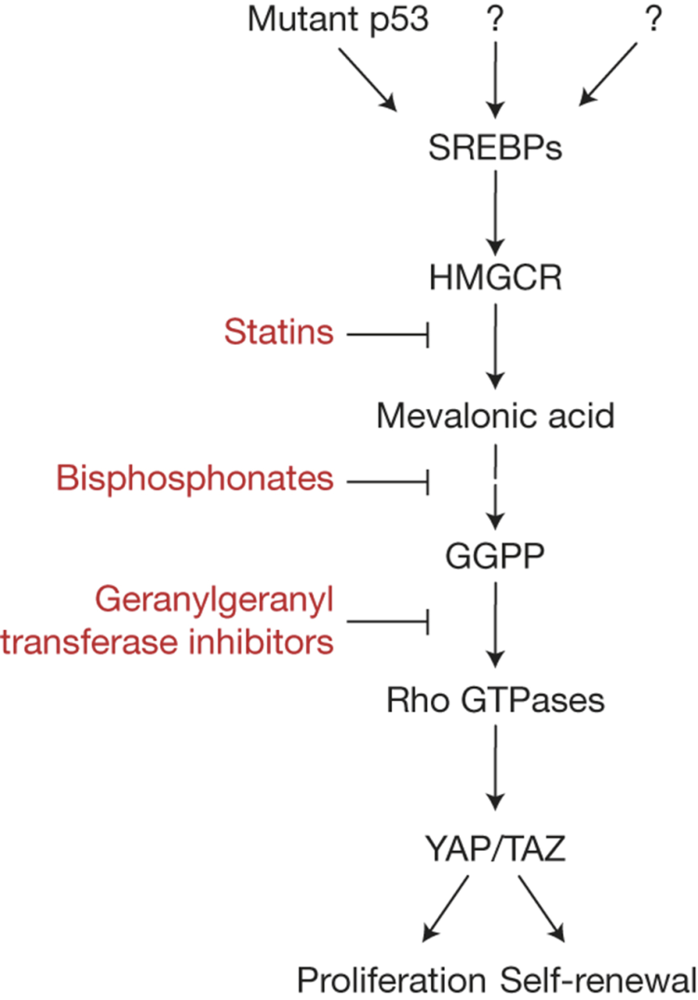 Mutant p53 ? ?
SREBPs
HMGCR
Statins
Mevalonic acid
Bisphosphonates
GGPP
Geranylgeranyl
transferase inhibitors
Rho GTPases
YAP/TAZ
Proliferation Self-renewal